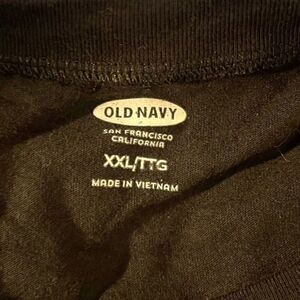 OLD NAVY
SAN FRANCISCO
CALIFORNIA
XXL/TTG
MADE IN VIETNAM